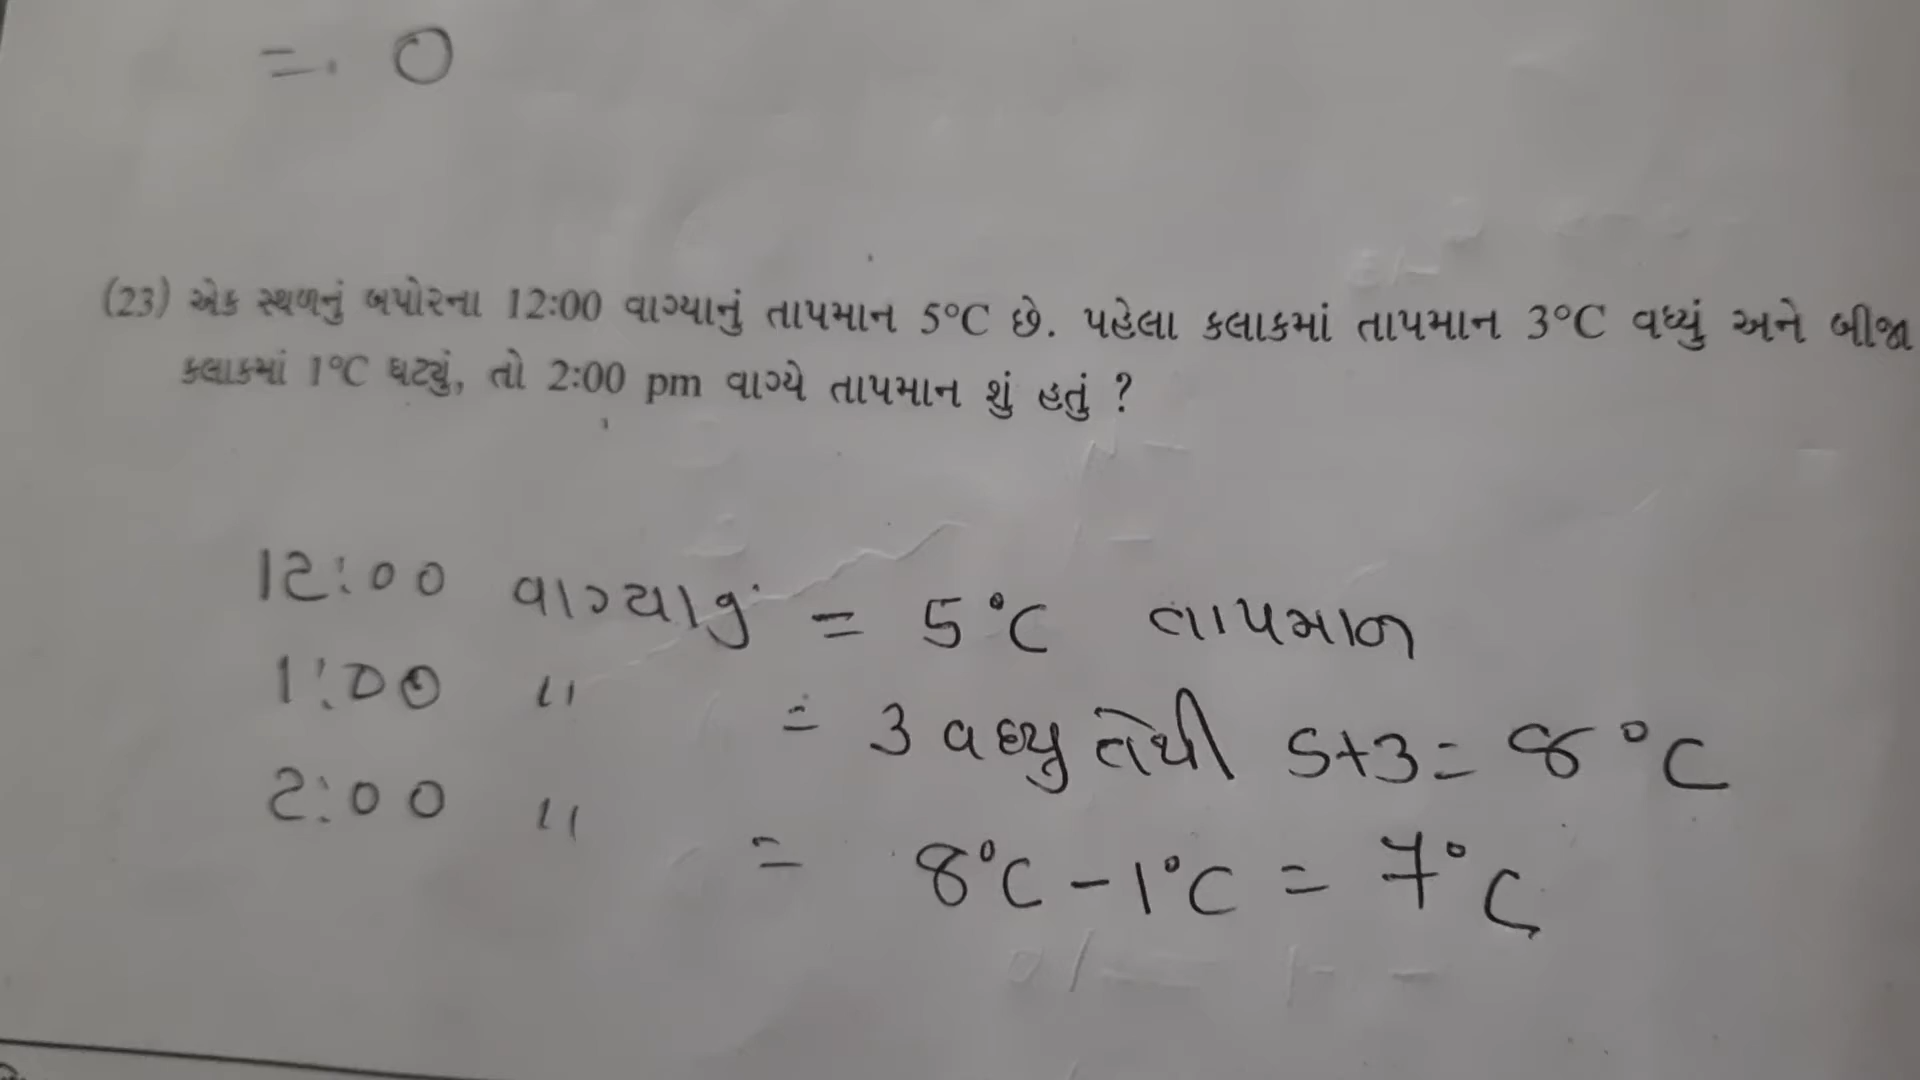 =. 0
(23) એક સ્થળનું બપોરના 12:00 વાગ્યાનું તાપમાન 5°C છે. પહેલા કલાકમાં તાપમાન 3°C વધ્યું અને બીજા
કલાકમાં 1°C ઘટ્યું, તો 2:00 pm વાગ્યે તાપમાન શું હતું ?
12:00 વાગ્યાનું = 5°C તાપમાન
1:00 " = 3 વધ્યુ તેથી 5+3= 8°C
2:00 " = 8°C - 1°C = 7°C